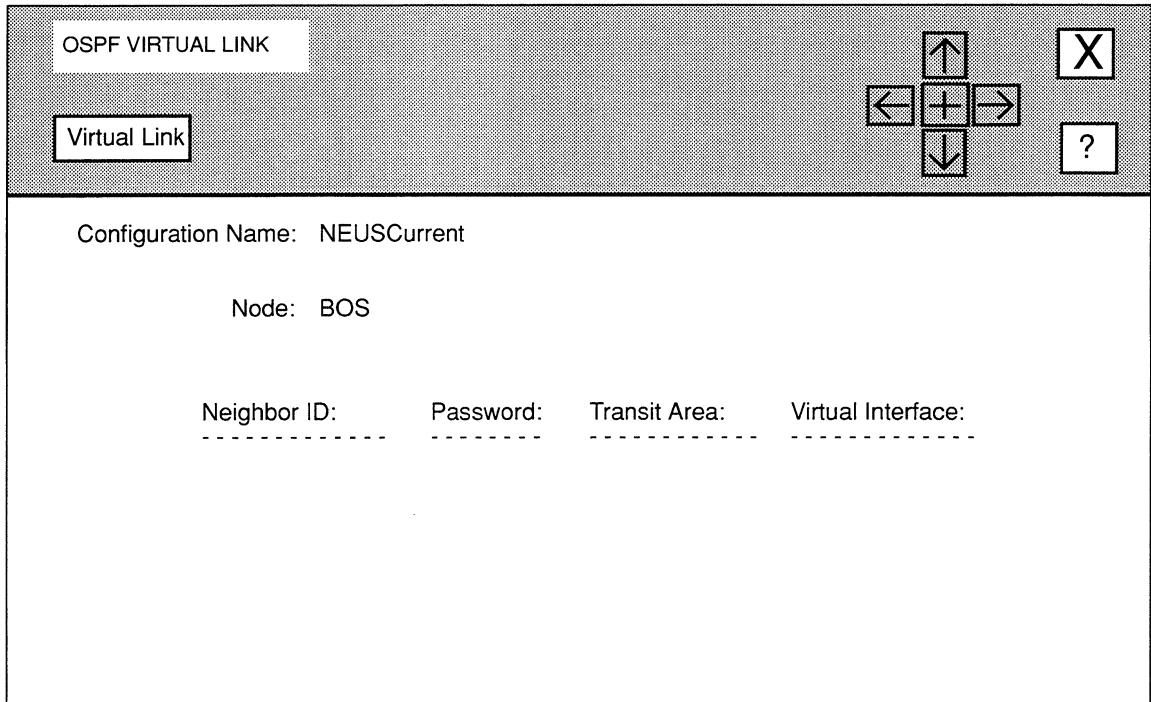 OSPF VIRTUAL LINK
X
Virtual Link
+
?
Configuration Name: NEUSCurrent
Node: BOS
Neighbor ID: Password: Transit Area: Virtual Interface: